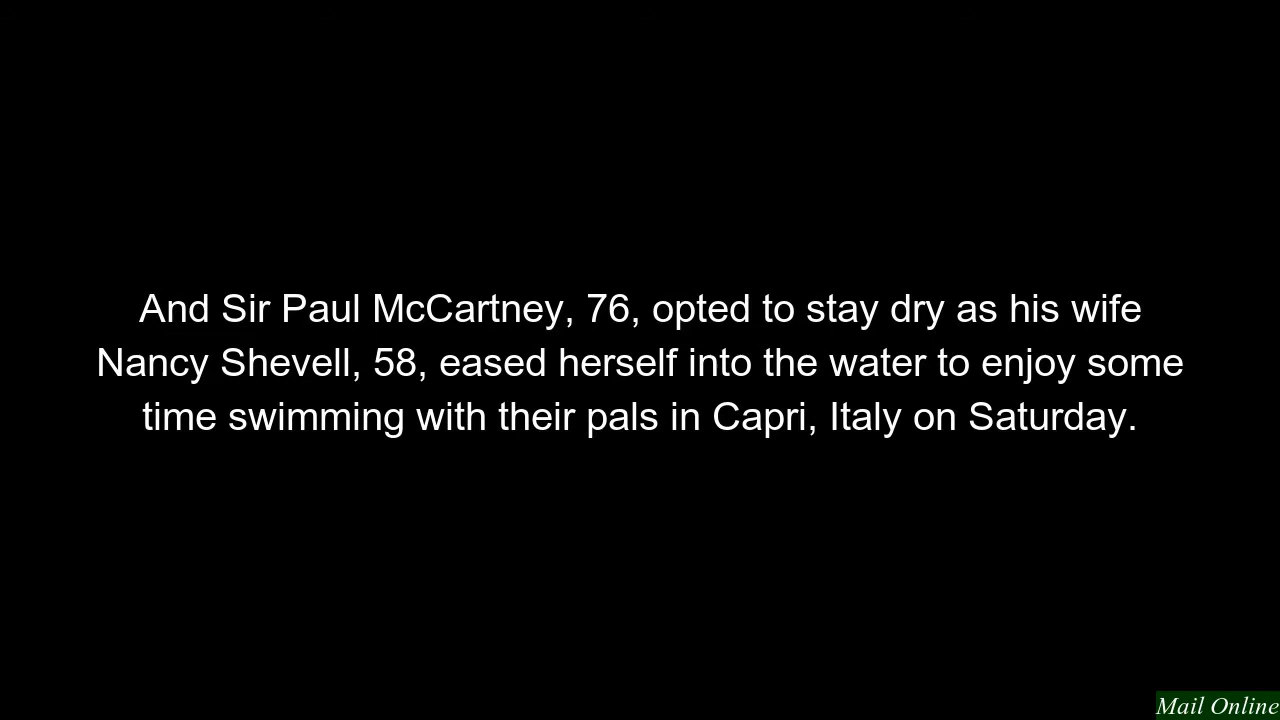 And Sir Paul McCartney, 76, opted to stay dry as his wife
Nancy Shevell, 58, eased herself into the water to enjoy some
time swimming with their pals in Capri, Italy on Saturday.
Mail Online